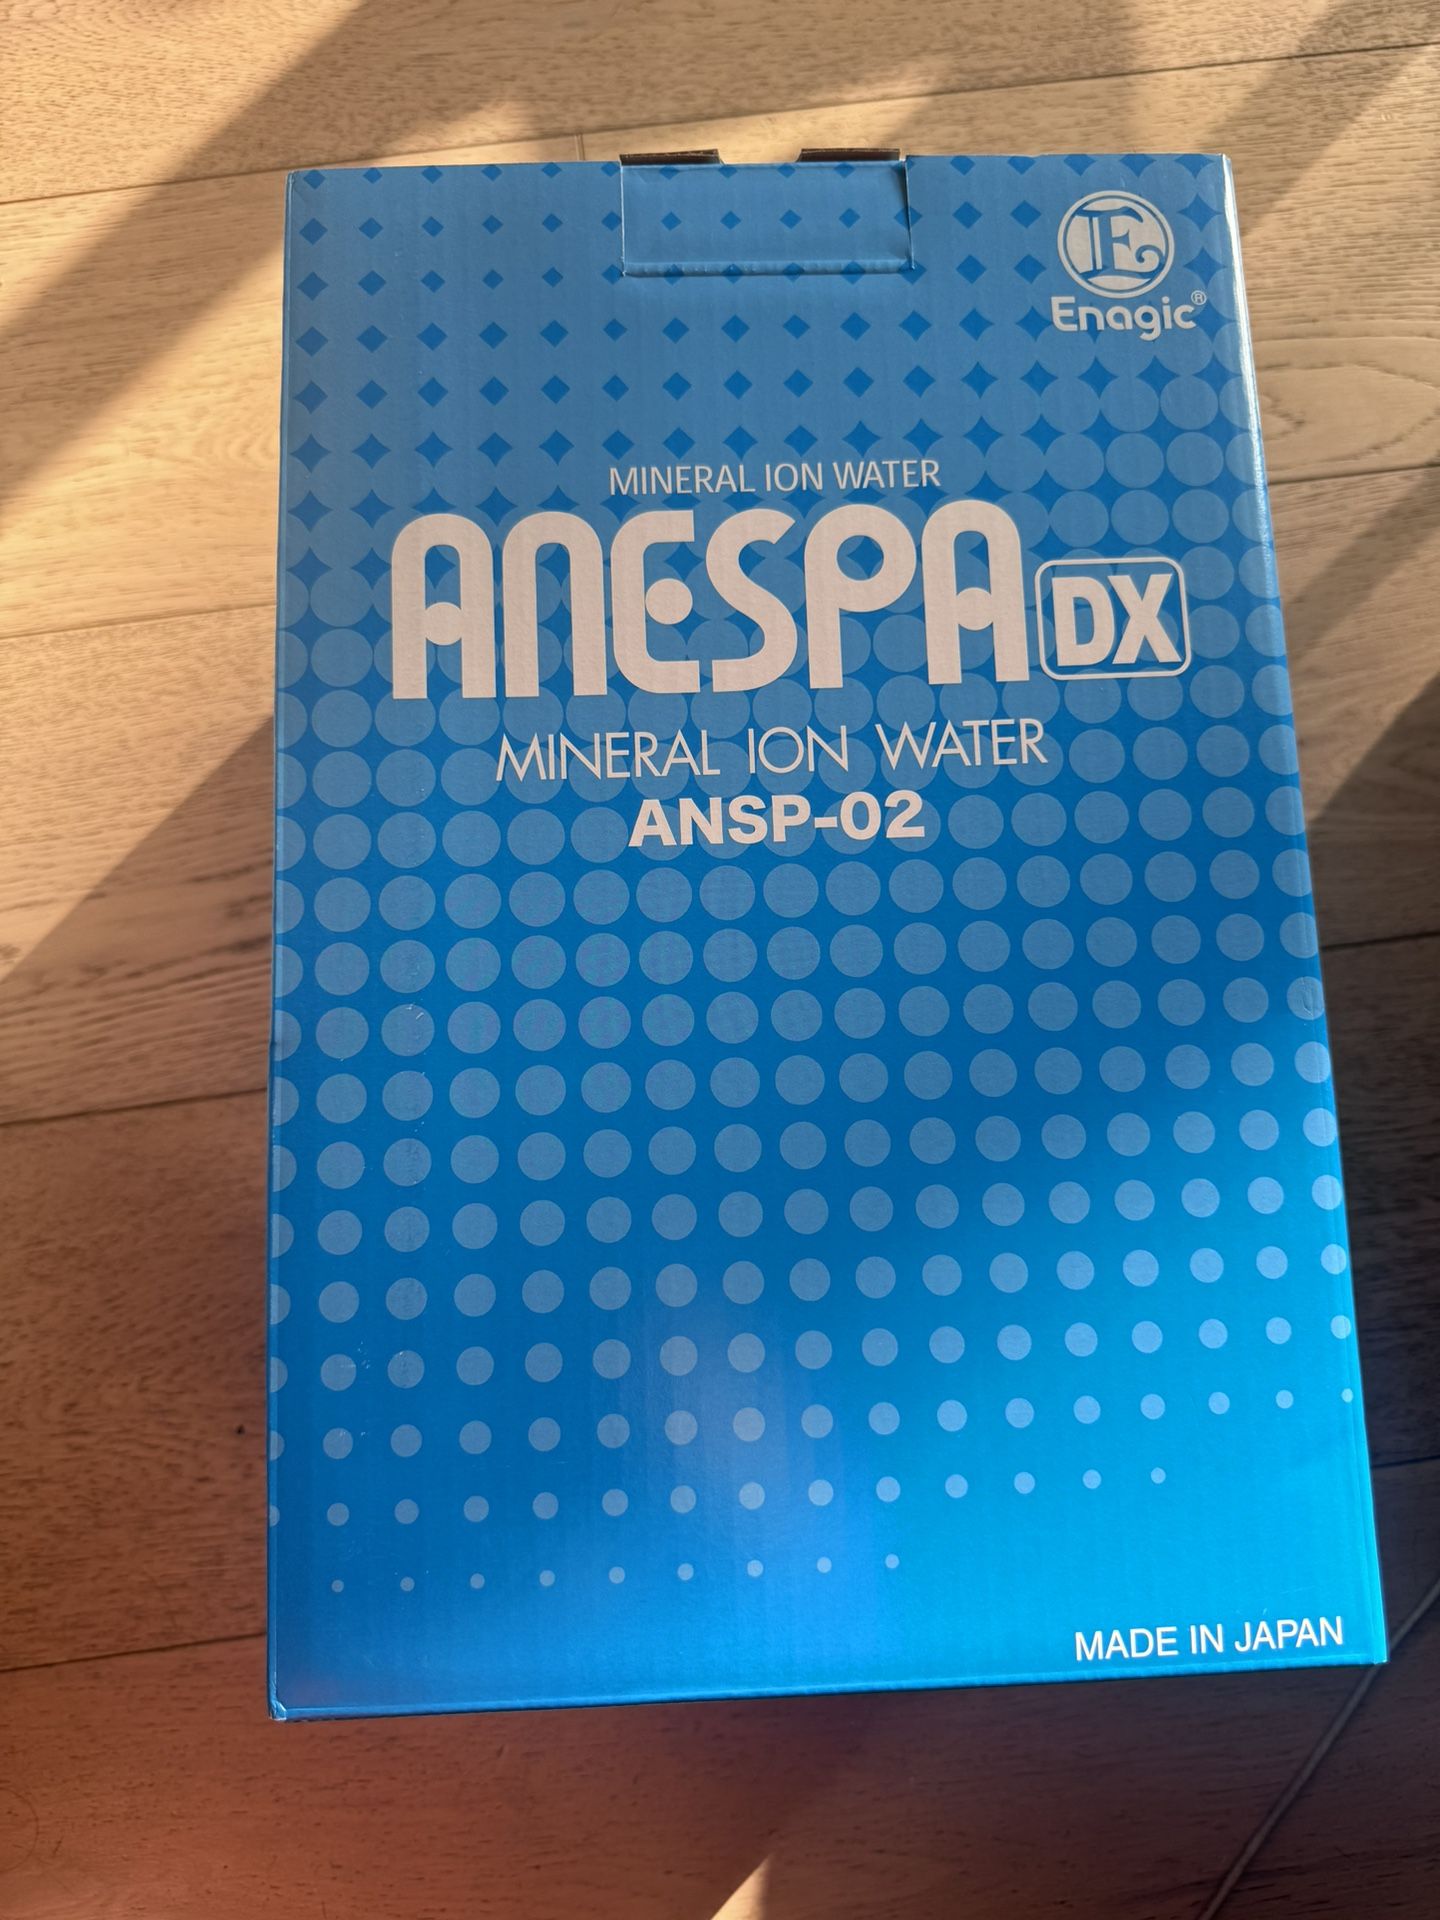 E
Enagic®
MINERAL ION WATER
ANESPA DX
MINERAL ION WATER
ANSP-02
MADE IN JAPAN